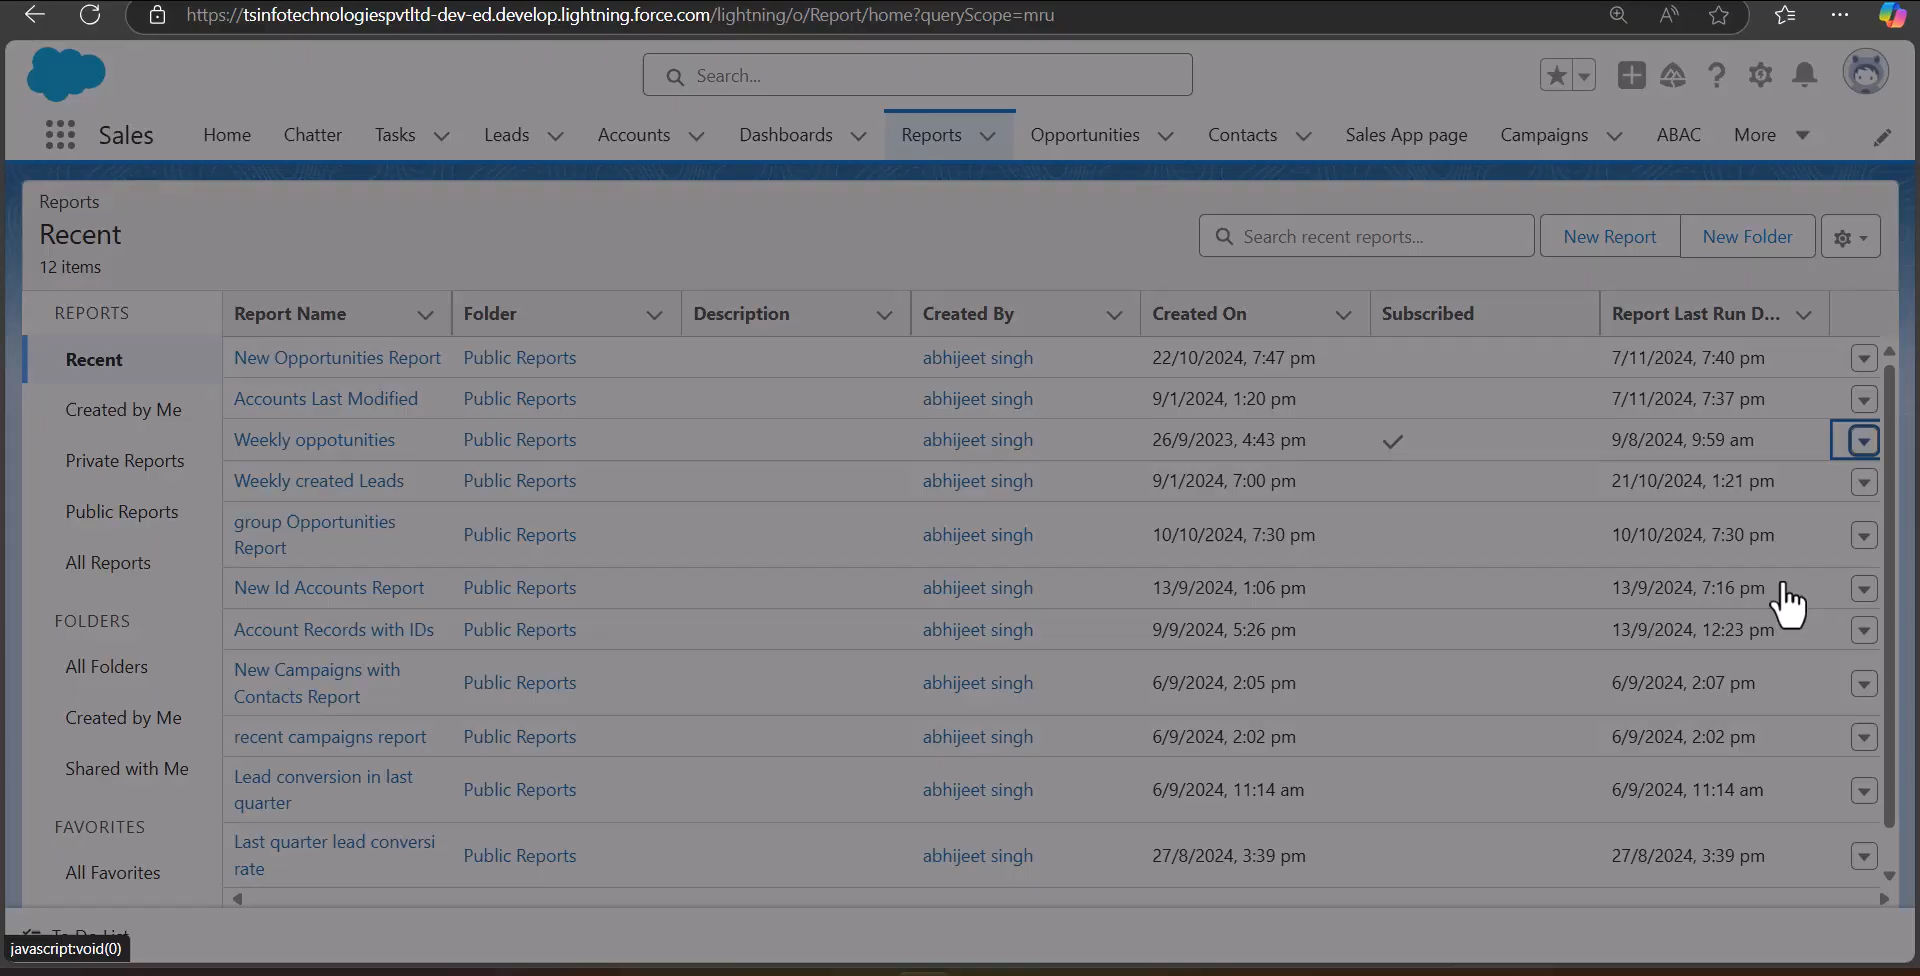 https://tsinfotechnologiespvtltd-dev-ed.develop.lightning.force.com/lightning/o/Report/home?queryScope=mru
Search...
Sales Home Chatter Tasks Leads Accounts Dashboards Reports Opportunities Contacts Sales App page Campaigns ABAC More
Reports
Recent
12 items
Search recent reports...
New Report
New Folder
REPORTS
Recent
Created by Me
Private Reports
Public Reports
All Reports
FOLDERS
All Folders
Created by Me
Shared with Me
FAVORITES
All Favorites
Report Name Folder Description Created By Created On Subscribed Report Last Run D...
New Opportunities Report Public Reports abhijeet singh 22/10/2024, 7:47 pm 7/11/2024, 7:40 pm
Accounts Last Modified Public Reports abhijeet singh 9/1/2024, 1:20 pm 7/11/2024, 7:37 pm
Weekly oppotunities Public Reports abhijeet singh 26/9/2023, 4:43 pm 9/8/2024, 9:59 am
Weekly created Leads Public Reports abhijeet singh 9/1/2024, 7:00 pm 21/10/2024, 1:21 pm
group Opportunities
Report Public Reports abhijeet singh 10/10/2024, 7:30 pm 10/10/2024, 7:30 pm
New Id Accounts Report Public Reports abhijeet singh 13/9/2024, 1:06 pm 13/9/2024, 7:16 pm
Account Records with IDs Public Reports abhijeet singh 9/9/2024, 5:26 pm 13/9/2024, 12:23 pm
New Campaigns with
Contacts Report Public Reports abhijeet singh 6/9/2024, 2:05 pm 6/9/2024, 2:07 pm
recent campaigns report Public Reports abhijeet singh 6/9/2024, 2:02 pm 6/9/2024, 2:02 pm
Lead conversion in last
quarter Public Reports abhijeet singh 6/9/2024, 11:14 am 6/9/2024, 11:14 am
Last quarter lead conversi
rate Public Reports abhijeet singh 27/8/2024, 3:39 pm 27/8/2024, 3:39 pm
To Do List
javascript:void(0)